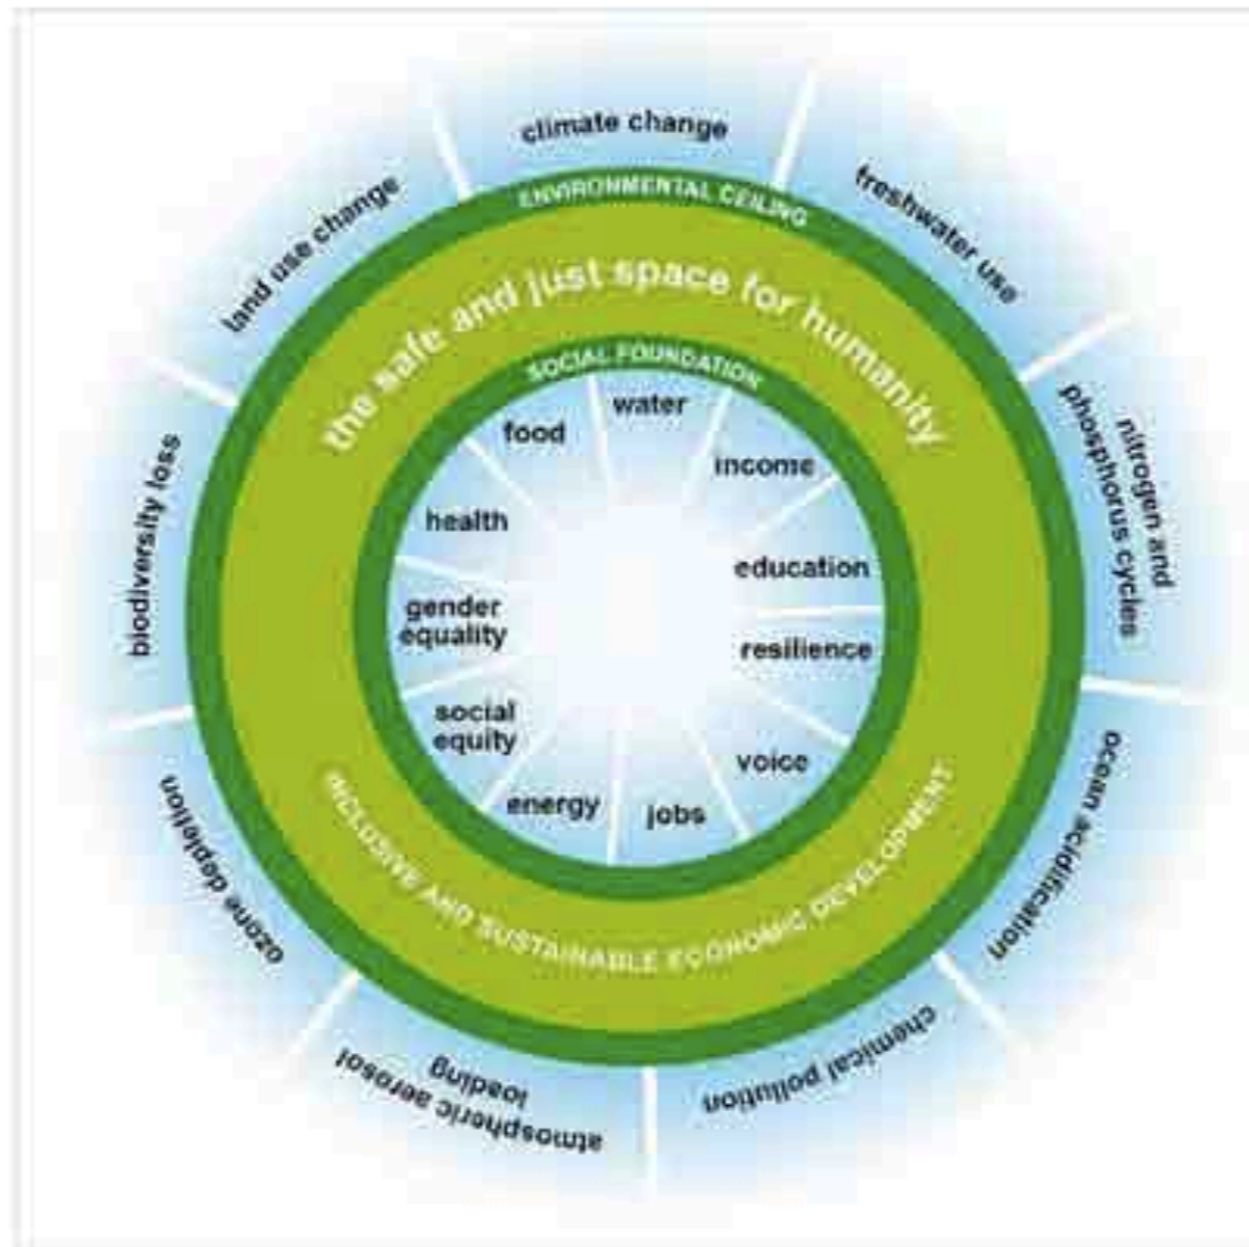 climate change
freshwater use
nitrogen and
phosphorus cycles
ocean acidification
chemical pollution
atmospheric aerosol
loading
ozone depletion
biodiversity loss
land use change
ENVIRONMENTAL CEILING
the safe and just space for humanity
SOCIAL FOUNDATION
water
income
education
resilience
voice
jobs
energy
social
equity
gender
equality
health
food
INCLUSIVE AND SUSTAINABLE ECONOMIC DEVELOPMENT